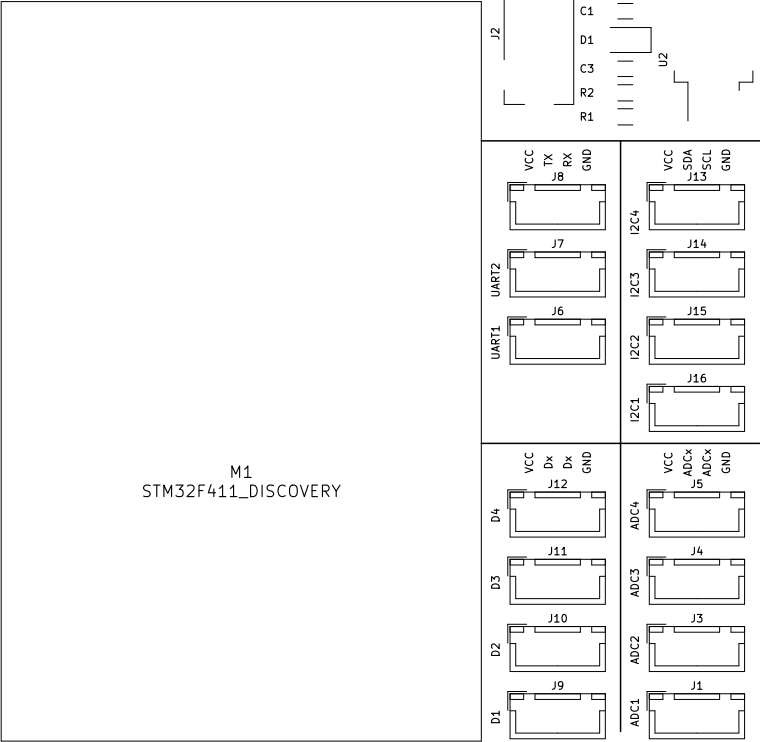 C1
J2
D1
U2
C3
R2
R1
VCC TX RX GND
J8
UART2
J7
UART1
J6
VCC SDA SCL GND
J13
I2C4
J14
I2C3
J15
I2C2
J16
I2C1
M1
STM32F411_DISCOVERY
VCC Dx Dx GND
J12
D4
J11
D3
J10
D2
J9
D1
VCC ADCx ADCx GND
J5
ADC4
J4
ADC3
J3
ADC2
J1
ADC1